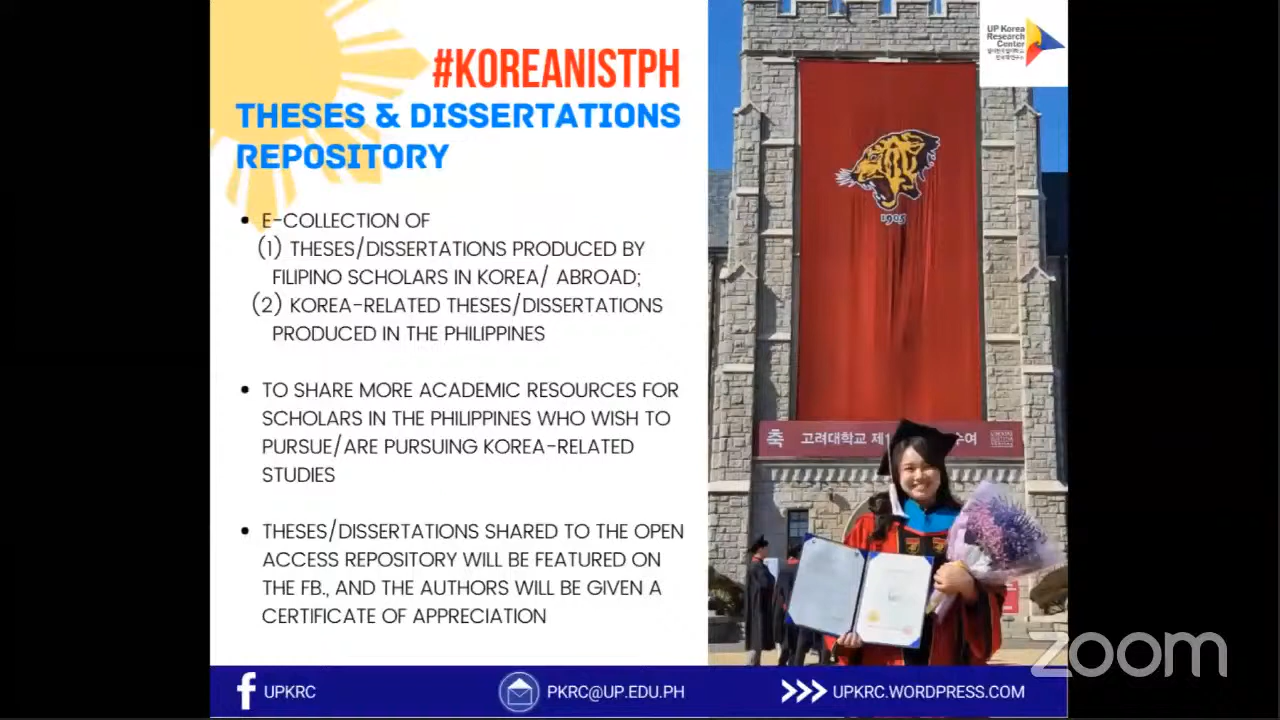 #KOREANISTPH
THESES & DISSERTATIONS
REPOSITORY
• E-COLLECTION OF
(1) THESES/DISSERTATIONS PRODUCED BY
FILIPINO SCHOLARS IN KOREA/ ABROAD;
(2) KOREA-RELATED THESES/DISSERTATIONS
PRODUCED IN THE PHILIPPINES
• TO SHARE MORE ACADEMIC RESOURCES FOR
SCHOLARS IN THE PHILIPPINES WHO WISH TO
PURSUE/ARE PURSUING KOREA-RELATED
STUDIES
• THESES/DISSERTATIONS SHARED TO THE OPEN
ACCESS REPOSITORY WILL BE FEATURED ON
THE FB., AND THE AUTHORS WILL BE GIVEN A
CERTIFICATE OF APPRECIATION
UP Korea
Research
Center
1905
축 고려대학교 제1 수여
UPKRC
PKRC@UP.EDU.PH
UPKRC.WORDPRESS.COM
zoom